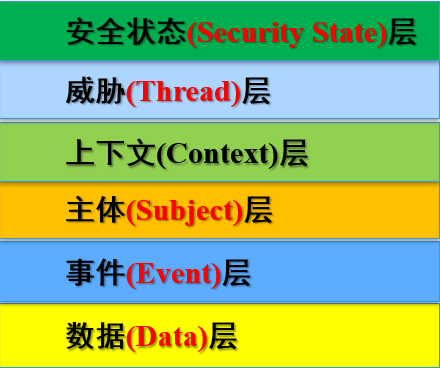 安全状态(Security State)层
威胁(Thread)层
上下文(Context)层
主体(Subject)层
事件(Event)层
数据(Data)层